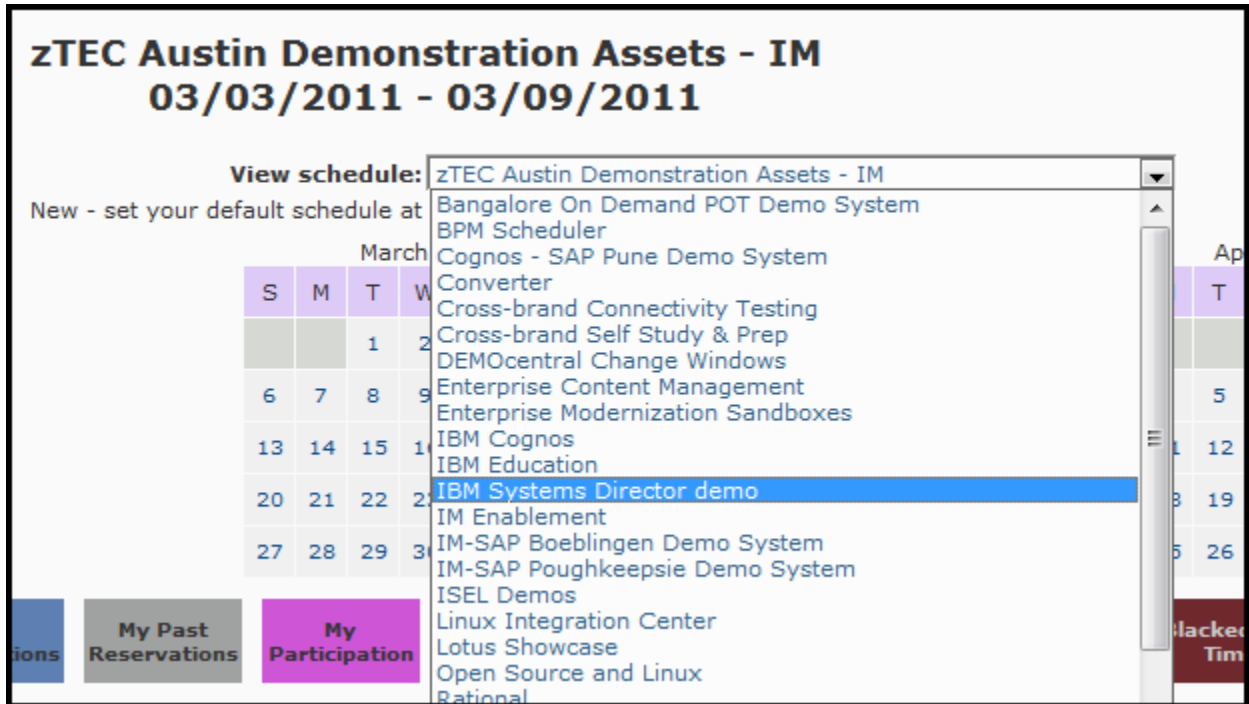 zTEC Austin Demonstration Assets - IM
03/03/2011 - 03/09/2011
View schedule: zTEC Austin Demonstration Assets - IM
New - set your default schedule at
Bangalore On Demand POT Demo System
BPM Scheduler
Cognos - SAP Pune Demo System
Converter
Cross-brand Connectivity Testing
Cross-brand Self Study & Prep
DEMOcentral Change Windows
Enterprise Content Management
Enterprise Modernization Sandboxes
IBM Cognos
IBM Education
IBM Systems Director demo
IM Enablement
IM-SAP Boeblingen Demo System
IM-SAP Poughkeepsie Demo System
ISEL Demos
Linux Integration Center
Lotus Showcase
Open Source and Linux
Rational
March
S M T W
1 2
6 7 8 9
13 14 15
20 21 22
27 28 29
Ap
T
5
12
19
26
My Past
Reservations
My
Participation
Time